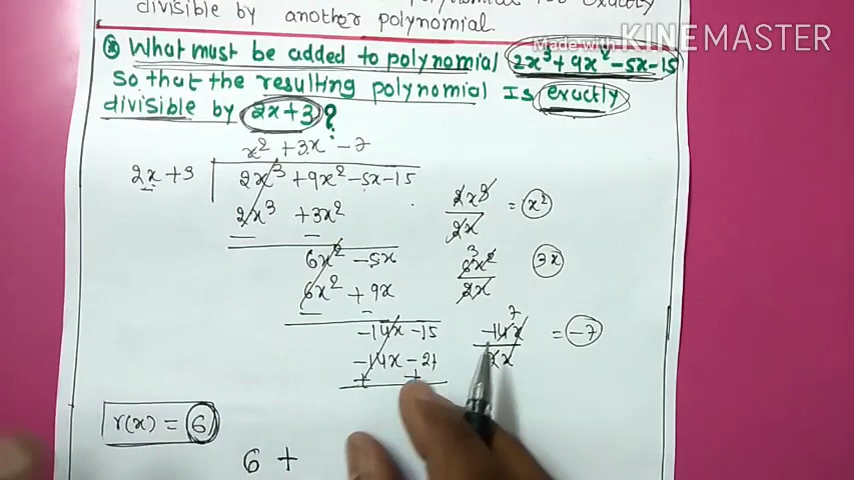 divisible by another polynomial.
Made with KINEMASTER
⊛ What must be added to polynomial 2x³+9x²-5x-15
so that the resulting polynomial Is exactly
divisible by 2x+3?
x² +3x -7
2x+3 2x³ +9x²-5x-15
2x³ +3x²
- -
6x² -5x
6x² +9x
- -
-14x -15
-14x -21
+ +
2x³
2x = x²
3
6x²
2x 3x
7
-14x
2x = -7
r(x) = 6
6 +